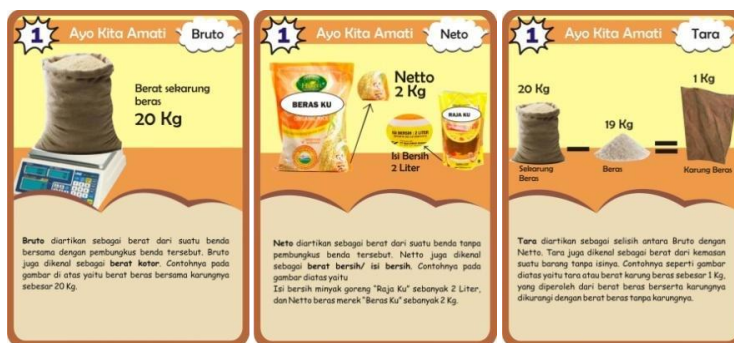 1
Ayo Kita Amati
Bruto
Berat sekarung
beras
20 Kg
Bruto diartikan sebagai berat dari suatu benda
bersama dengan pembungkus benda tersebut. Bruto
juga dikenal sebagai berat kotor. Contohnya pada
gambar di atas yaitu berat beras bersama karungnya
sebesar 20 Kg.
1
Ayo Kita Amati
Neto
BERAS KU
Netto
2 Kg
RAJA KU
ISI BERSIH : 2 LITER
Isi Bersih
2 Liter
Neto diartikan sebagai berat dari suatu benda tanpa
pembungkus benda tersebut. Netto juga dikenal
sebagai berat bersih/ isi bersih. Contohnya pada
gambar diatas yaitu
Isi bersih minyak goreng "Raja Ku" sebanyak 2 Liter,
dan Netto beras merek "Beras Ku" sebanyak 2 Kg.
1
Ayo Kita Amati
Tara
20 Kg
19 Kg
1 Kg
Sekarung
Beras
Beras
Karung Beras
Tara diartikan sebagai selisih antara Bruto dengan
Netto. Tara juga dikenal sebagai berat dari kemasan
suatu barang tanpa isinya. Contohnya seperti gambar
diatas yaitu tara atau berat karung beras sebesar 1 Kg,
yang diperoleh dari berat beras berserta karungnya
dikurangi dengan berat beras tanpa karungnya.